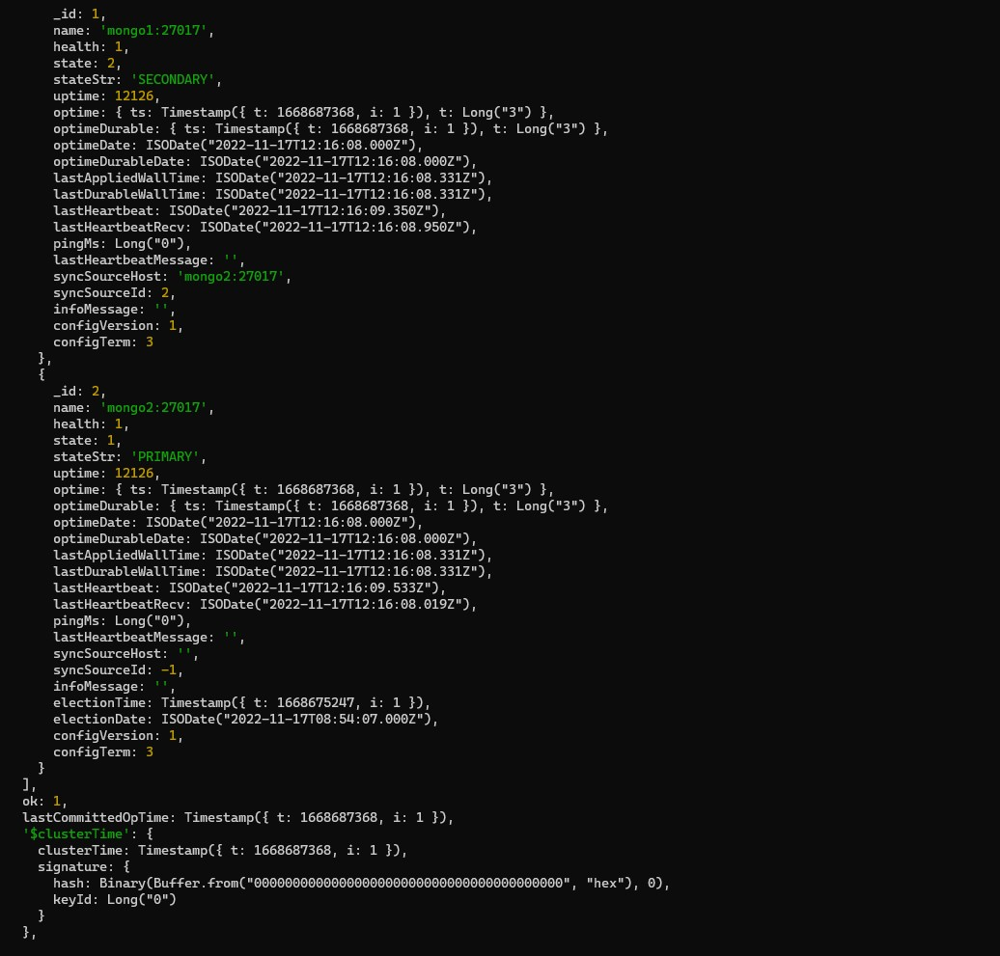 _id: 1,
name: 'mongo1:27017',
health: 1,
state: 2,
stateStr: 'SECONDARY',
uptime: 12126,
optime: { ts: Timestamp({ t: 1668687368, i: 1 }), t: Long("3") },
optimeDurable: { ts: Timestamp({ t: 1668687368, i: 1 }), t: Long("3") },
optimeDate: ISODate("2022-11-17T12:16:08.000Z"),
optimeDurableDate: ISODate("2022-11-17T12:16:08.000Z"),
lastAppliedWallTime: ISODate("2022-11-17T12:16:08.331Z"),
lastDurableWallTime: ISODate("2022-11-17T12:16:08.331Z"),
lastHeartbeat: ISODate("2022-11-17T12:16:09.350Z"),
lastHeartbeatRecv: ISODate("2022-11-17T12:16:08.950Z"),
pingMs: Long("0"),
lastHeartbeatMessage: '',
syncSourceHost: 'mongo2:27017',
syncSourceId: 2,
infoMessage: '',
configVersion: 1,
configTerm: 3
},
{
_id: 2,
name: 'mongo2:27017',
health: 1,
state: 1,
stateStr: 'PRIMARY',
uptime: 12126,
optime: { ts: Timestamp({ t: 1668687368, i: 1 }), t: Long("3") },
optimeDurable: { ts: Timestamp({ t: 1668687368, i: 1 }), t: Long("3") },
optimeDate: ISODate("2022-11-17T12:16:08.000Z"),
optimeDurableDate: ISODate("2022-11-17T12:16:08.000Z"),
lastAppliedWallTime: ISODate("2022-11-17T12:16:08.331Z"),
lastDurableWallTime: ISODate("2022-11-17T12:16:08.331Z"),
lastHeartbeat: ISODate("2022-11-17T12:16:09.533Z"),
lastHeartbeatRecv: ISODate("2022-11-17T12:16:08.019Z"),
pingMs: Long("0"),
lastHeartbeatMessage: '',
syncSourceHost: '',
syncSourceId: -1,
infoMessage: '',
electionTime: Timestamp({ t: 1668675247, i: 1 }),
electionDate: ISODate("2022-11-17T08:54:07.000Z"),
configVersion: 1,
configTerm: 3
}
],
ok: 1,
lastCommittedOpTime: Timestamp({ t: 1668687368, i: 1 }),
'$clusterTime': {
clusterTime: Timestamp({ t: 1668687368, i: 1 }),
signature: {
hash: Binary(Buffer.from("0000000000000000000000000000000000000000", "hex"), 0),
keyId: Long("0")
}
},